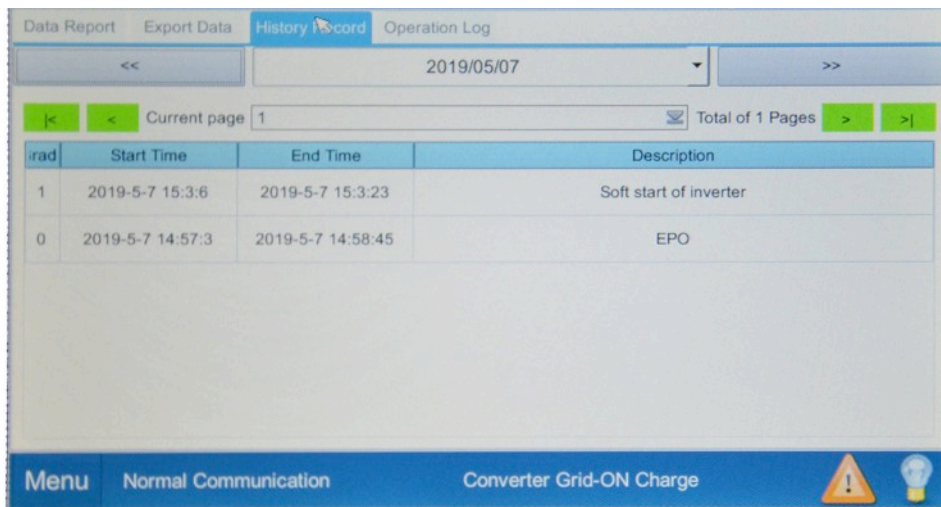 Data Report Export Data History Record Operation Log
<< 2019/05/07 >>
|< < Current page 1 Total of 1 Pages > >|
rad Start Time End Time Description
1 2019-5-7 15:3:6 2019-5-7 15:3:23 Soft start of inverter
0 2019-5-7 14:57:3 2019-5-7 14:58:45 EPO
Menu Normal Communication Converter Grid-ON Charge